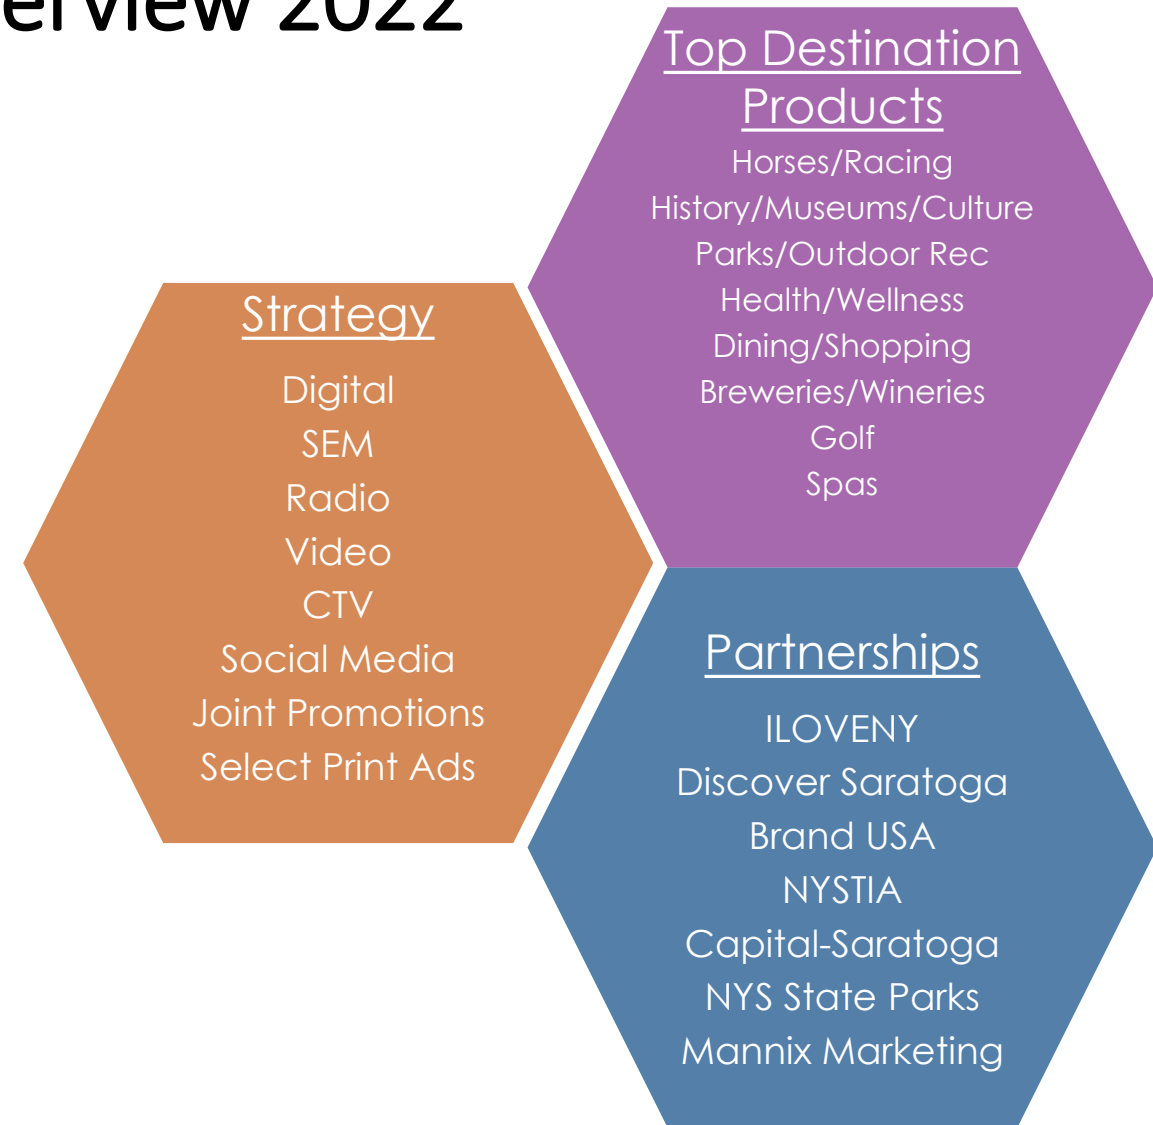 erview 2022
Top Destination
Products
Horses/Racing
History/Museums/Culture
Parks/Outdoor Rec
Health/Wellness
Dining/Shopping
Breweries/Wineries
Golf
Spas
Strategy
Digital
SEM
Radio
Video
CTV
Social Media
Joint Promotions
Select Print Ads
Partnerships
ILOVENY
Discover Saratoga
Brand USA
NYSTIA
Capital-Saratoga
NYS State Parks
Mannix Marketing